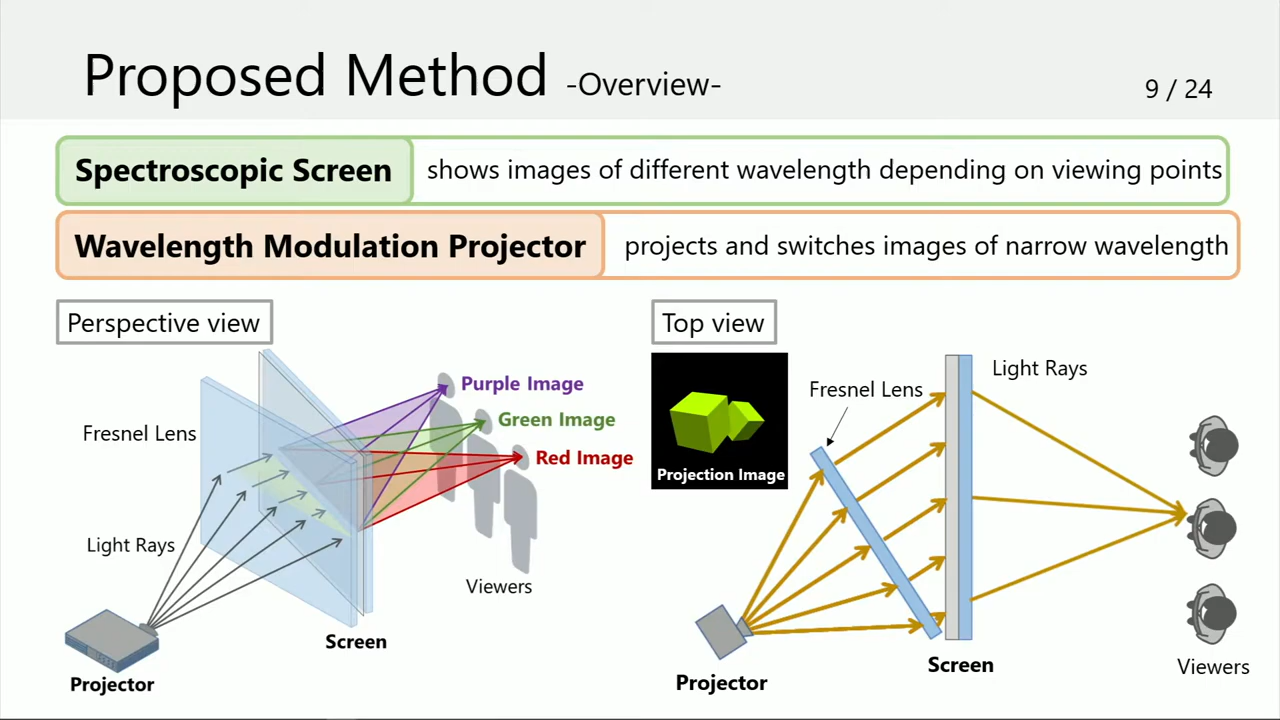 Proposed Method -Overview-
9 / 24
Spectroscopic Screen shows images of different wavelength depending on viewing points
Wavelength Modulation Projector projects and switches images of narrow wavelength
Perspective view
Fresnel Lens
Light Rays
Projector
Screen
Purple Image
Green Image
Red Image
Viewers
Top view
Projection Image
Fresnel Lens
Light Rays
Projector
Screen
Viewers